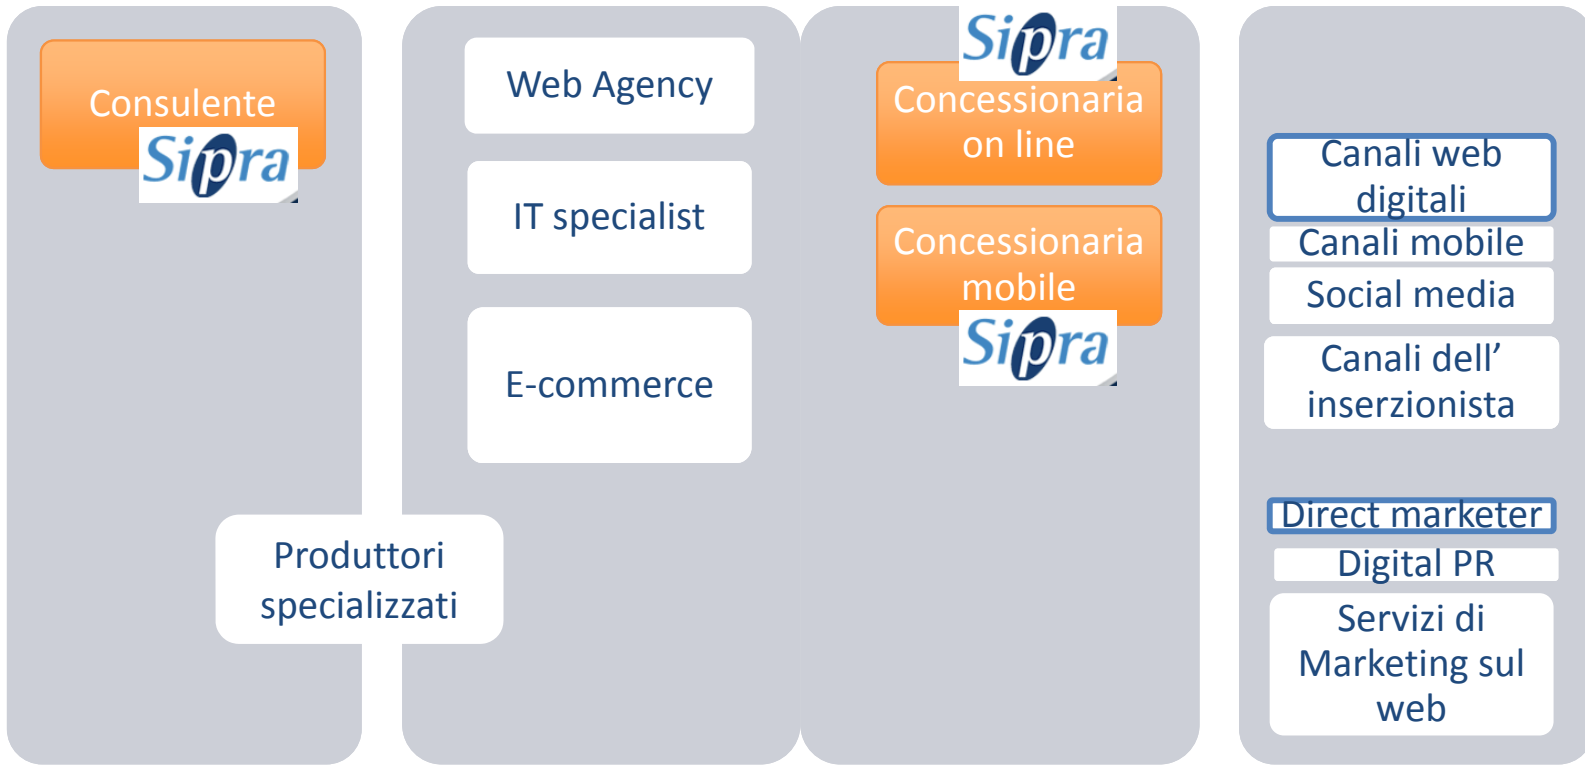 Consulente
Sipra
Web Agency
IT specialist
E-commerce
Produttori
specializzati
Sipra
Concessionaria
on line
Concessionaria
mobile
Sipra
Canali web
digitali
Canali mobile
Social media
Canali dell’
inserzionista
Direct marketer
Digital PR
Servizi di
Marketing sul
web